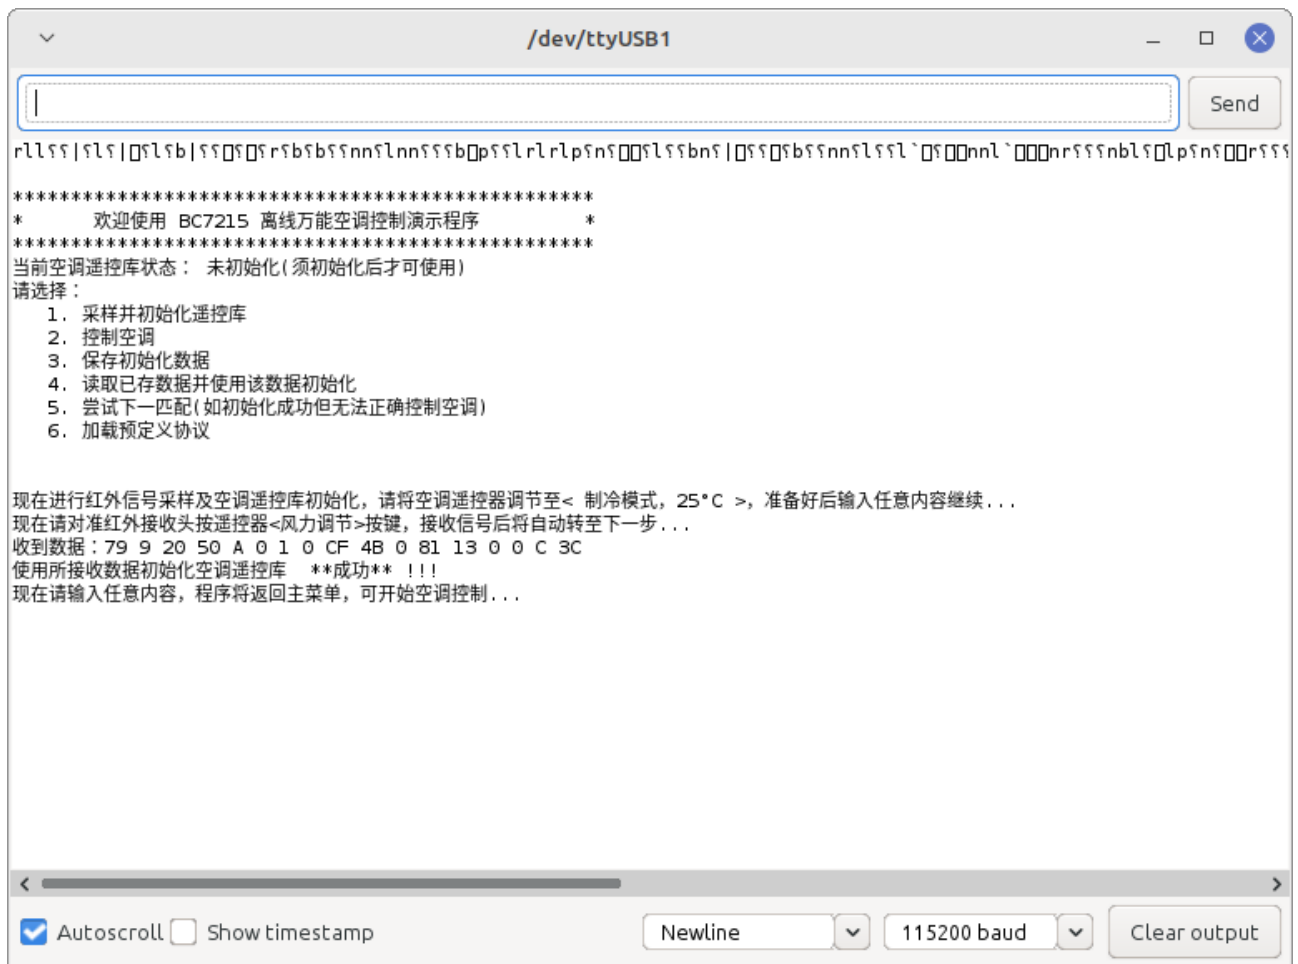 /dev/ttyUSB1
Send
**************************************************
*      欢迎使用 BC7215 离线万能空调控制演示程序         *
**************************************************
当前空调遥控库状态： 未初始化(须初始化后才可使用)
请选择：
1. 采样并初始化遥控库
2. 控制空调
3. 保存初始化数据
4. 读取已存数据并使用该数据初始化
5. 尝试下一匹配(如初始化成功但无法正确控制空调)
6. 加载预定义协议
现在进行红外信号采样及空调遥控库初始化，请将空调遥控器调节至< 制冷模式，25°C >，准备好后输入任意内容继续...
现在请对准红外接收头按遥控器<风力调节>按键，接收信号后将自动转至下一步...
收到数据：79 9 20 50 A 0 1 0 CF 4B 0 81 13 0 0 C 3C
使用所接收数据初始化空调遥控库  **成功** !!!
现在请输入任意内容，程序将返回主菜单，可开始空调控制...
Autoscroll Show timestamp Newline 115200 baud Clear output